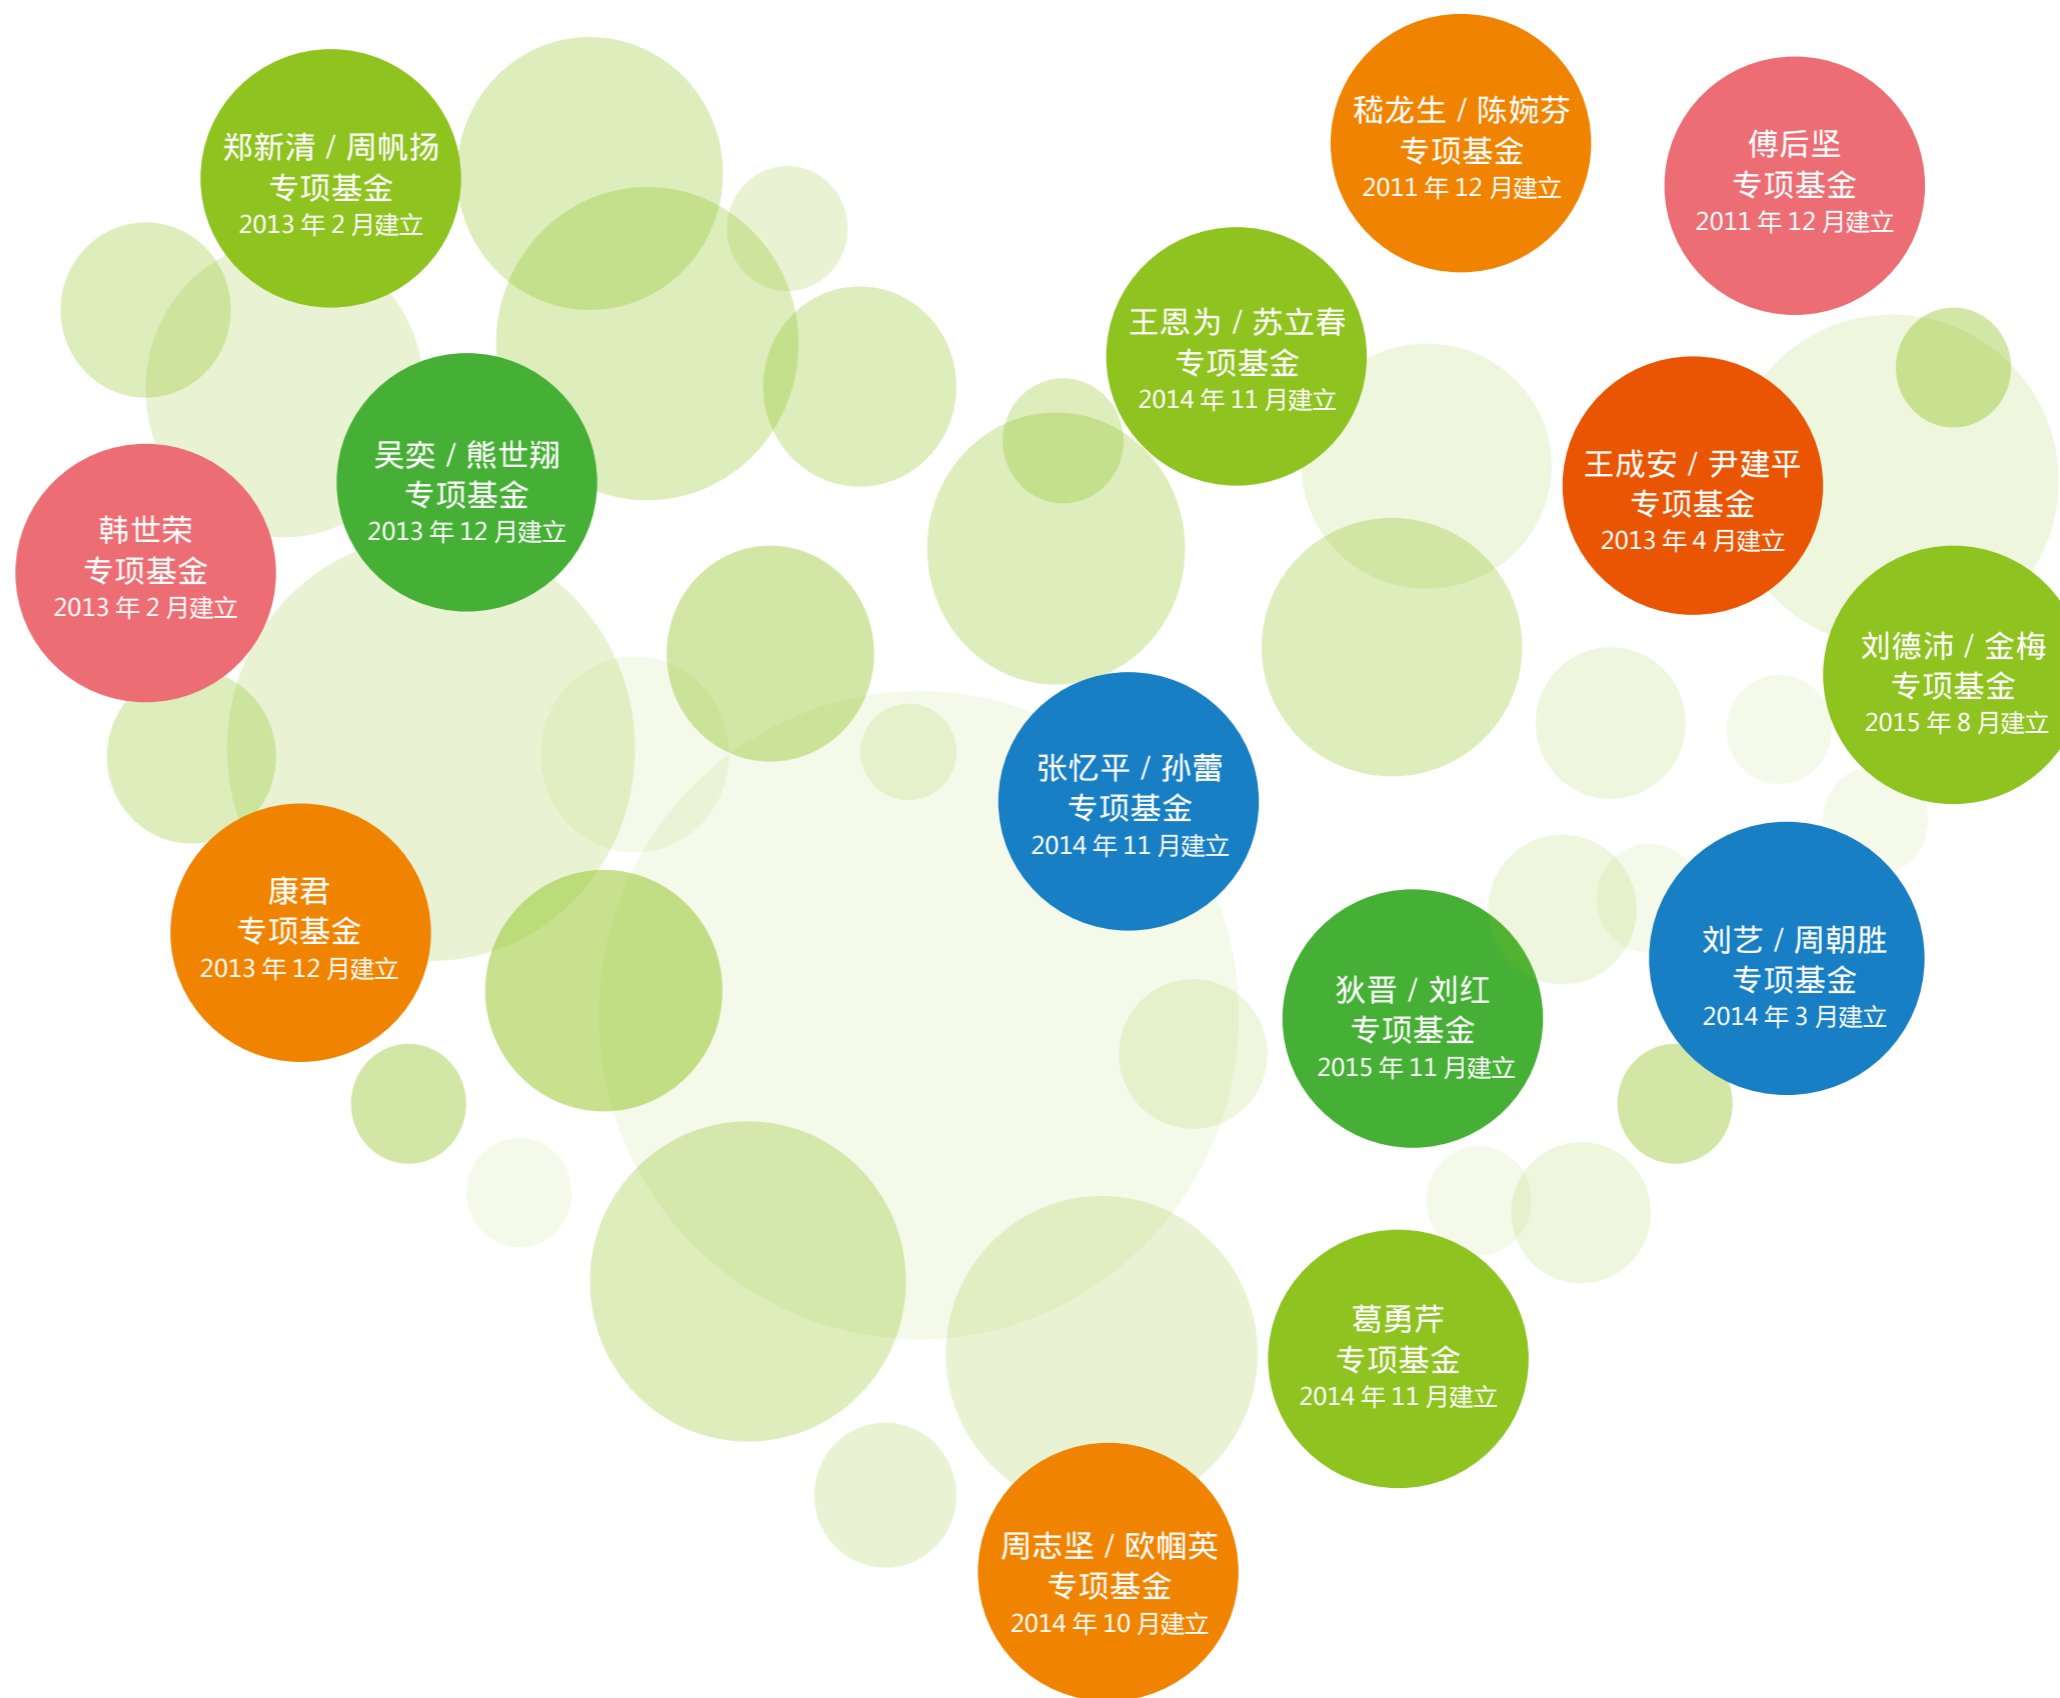 郑新清 / 周帆扬
专项基金
2013 年 2 月建立
嵇龙生 / 陈婉芬
专项基金
2011 年 12 月建立
傅后坚
专项基金
2011 年 12 月建立
王恩为 / 苏立春
专项基金
2014 年 11 月建立
吴奕 / 熊世翔
专项基金
2013 年 12 月建立
王成安 / 尹建平
专项基金
2013 年 4 月建立
韩世荣
专项基金
2013 年 2 月建立
刘德沛 / 金梅
专项基金
2015 年 8 月建立
张忆平 / 孙蕾
专项基金
2014 年 11 月建立
康君
专项基金
2013 年 12 月建立
刘艺 / 周朝胜
专项基金
2014 年 3 月建立
狄晋 / 刘红
专项基金
2015 年 11 月建立
葛勇芹
专项基金
2014 年 11 月建立
周志坚 / 欧帼英
专项基金
2014 年 10 月建立